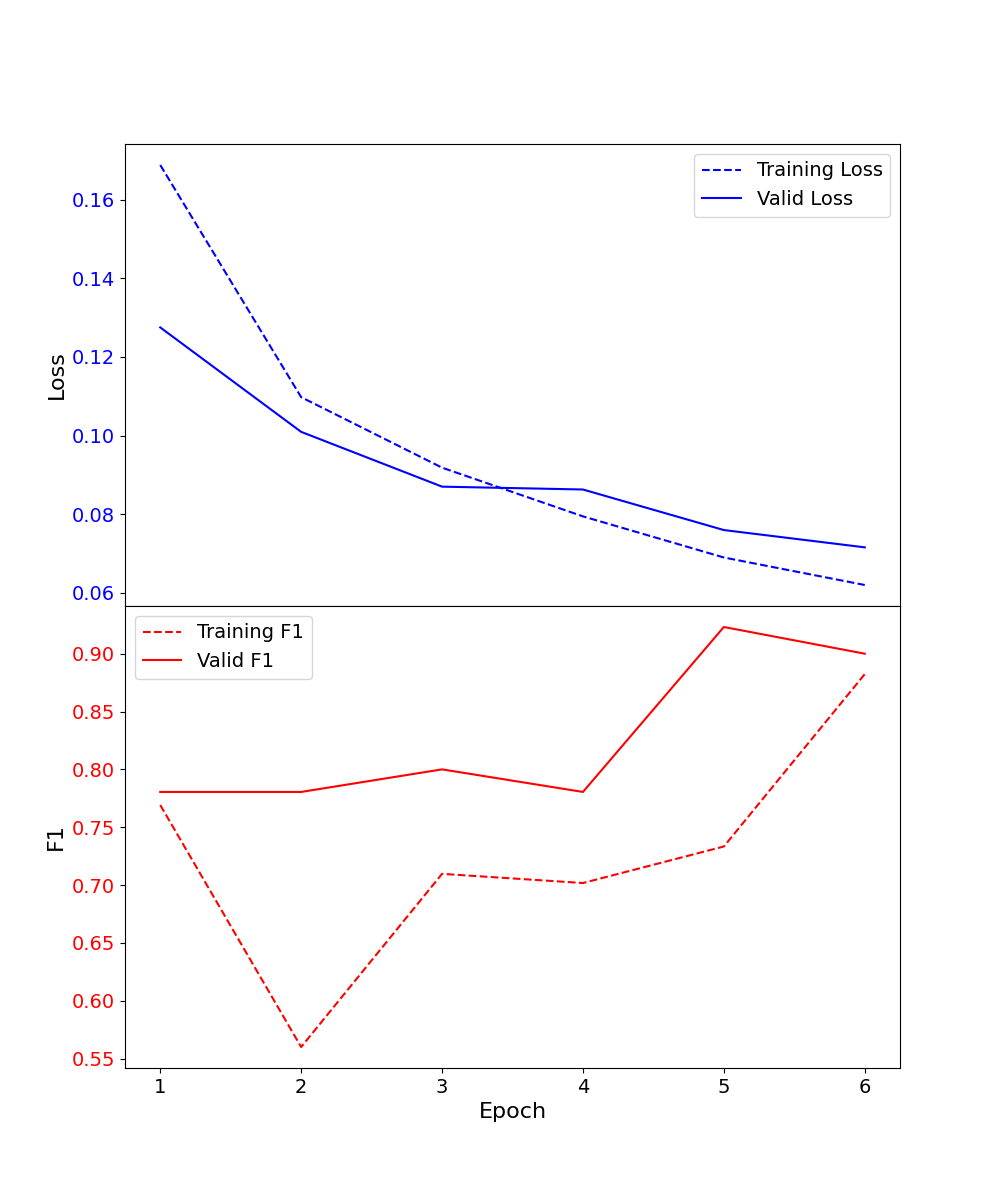 Training Loss
Valid Loss
0.16
0.14
0.12
0.10
0.08
0.06
Loss
Training F1
Valid F1
0.90
0.85
0.80
0.75
0.70
0.65
0.60
0.55
F1
1 2 3 4 5 6
Epoch